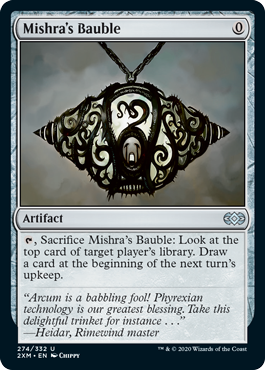 Mishra's Bauble 0
Artifact
, Sacrifice Mishra's Bauble: Look at the
top card of target player's library. Draw
a card at the beginning of the next turn's
upkeep.
"Arcum is a babbling fool! Phyrexian
technology is our greatest blessing. Take this
delightful trinket for instance . . ."
—Heidar, Rimewind master
274/332 U
2XM • EN CHIPPY
™ & © 2020 Wizards of the Coast